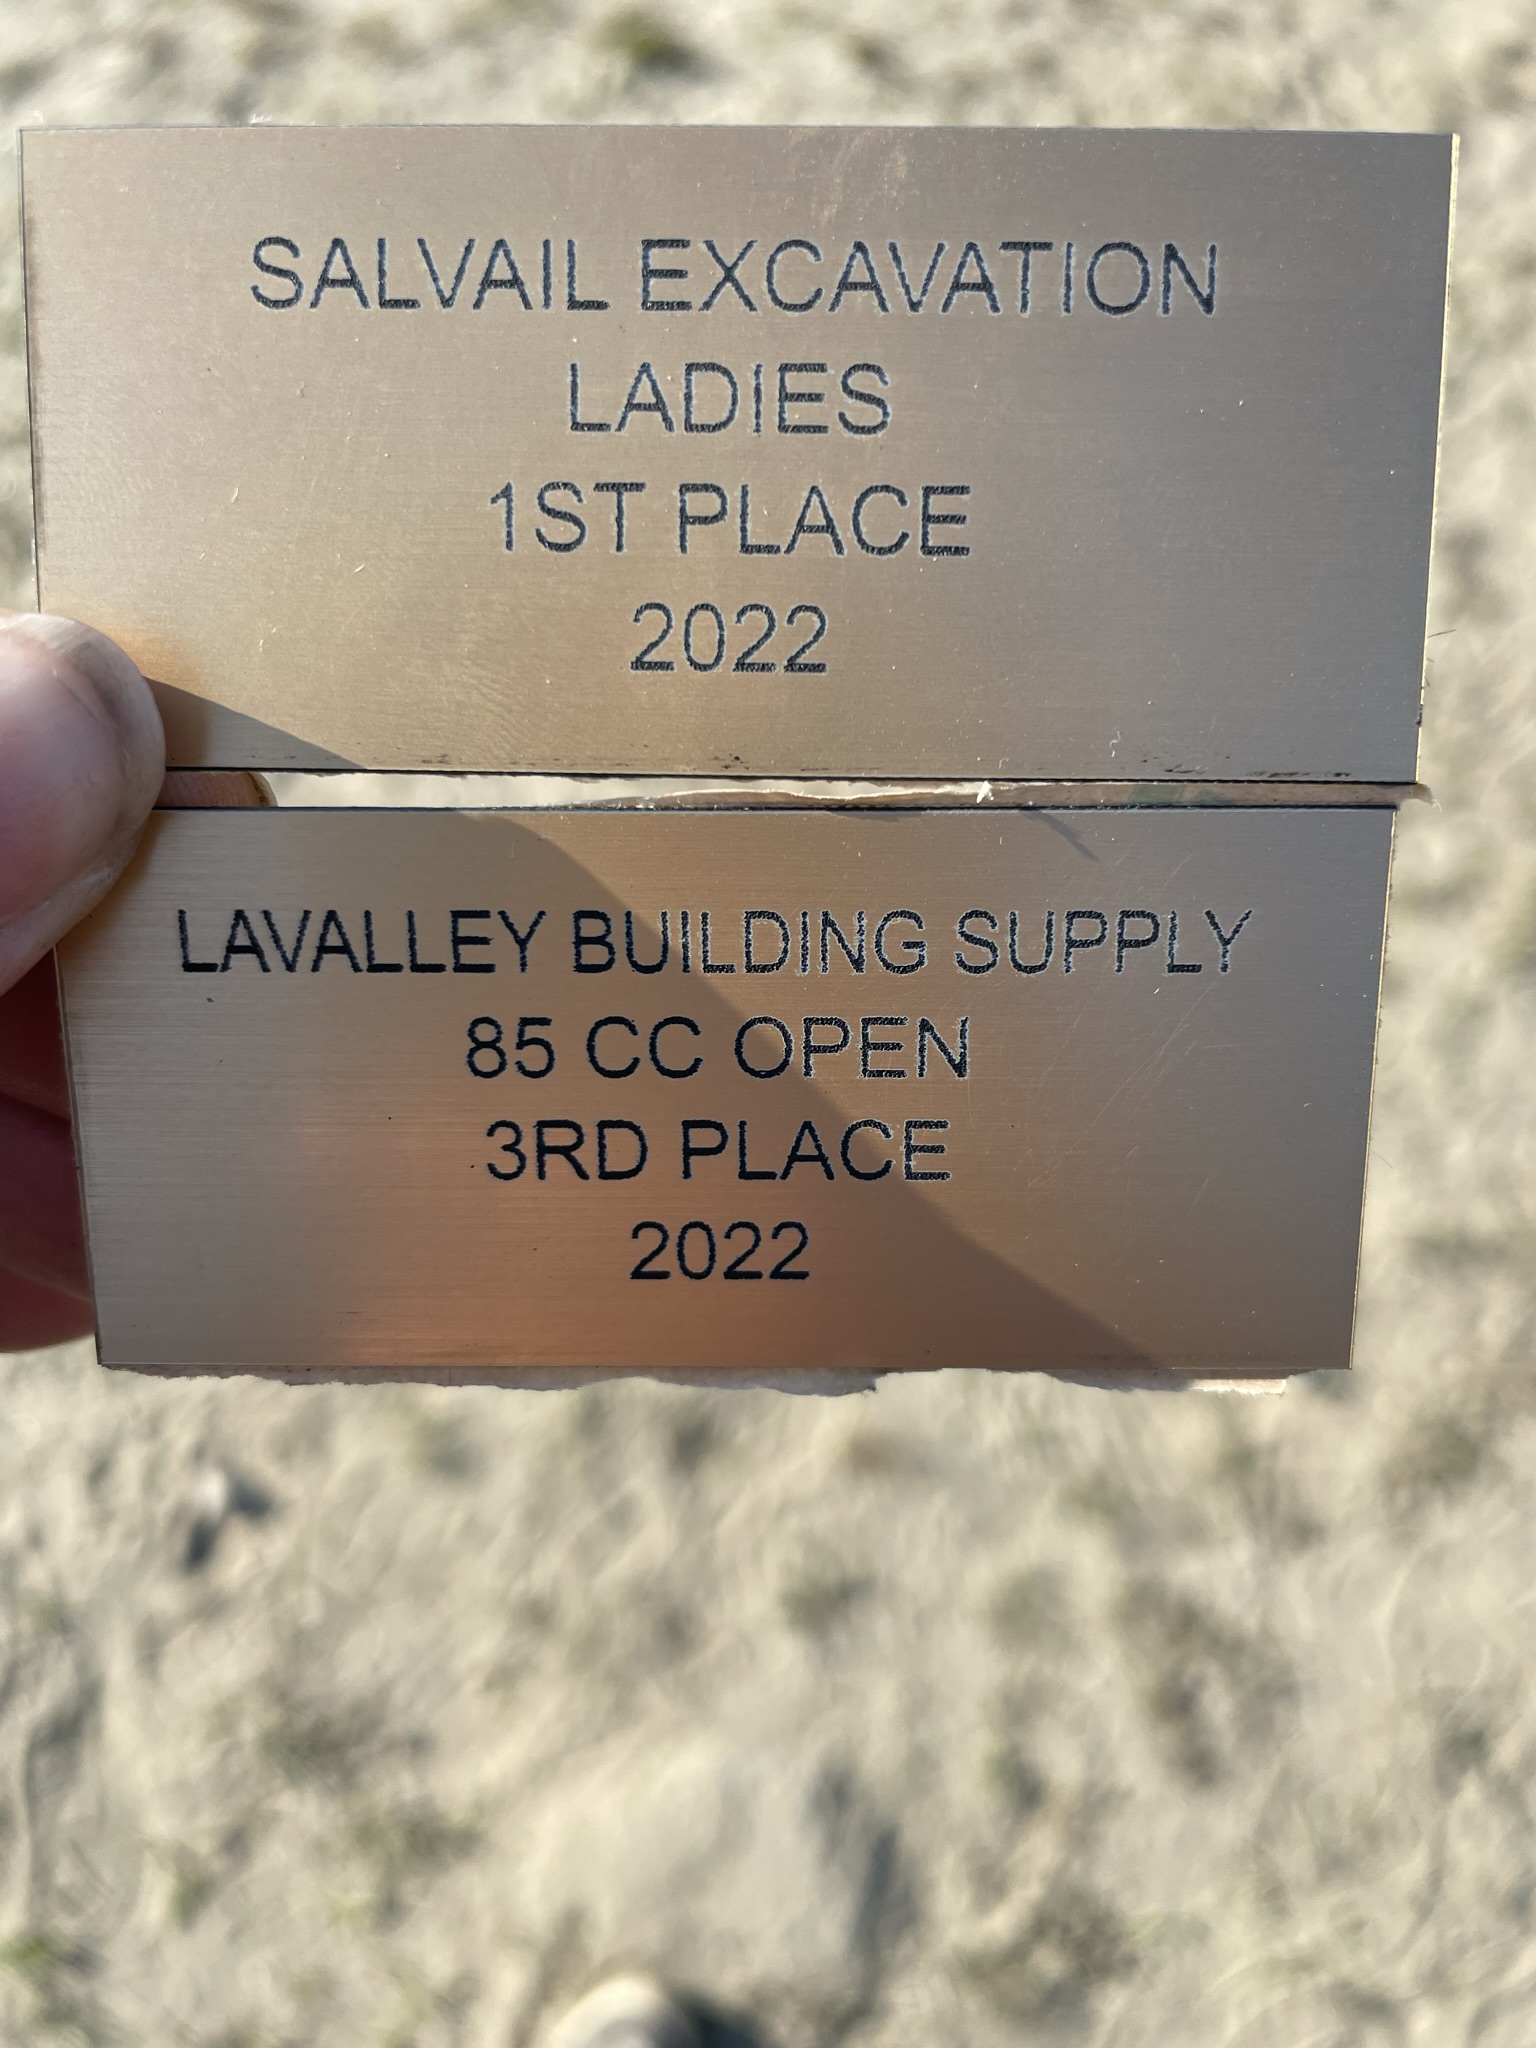 SALVAIL EXCAVATION
LADIES
1ST PLACE
2022
LAVALLEY BUILDING SUPPLY
85 CC OPEN
3RD PLACE
2022